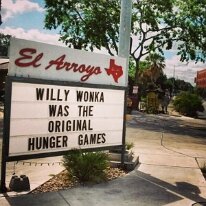 El Arroyo
WILLY WONKA
WAS THE
ORIGINAL
HUNGER GAMES